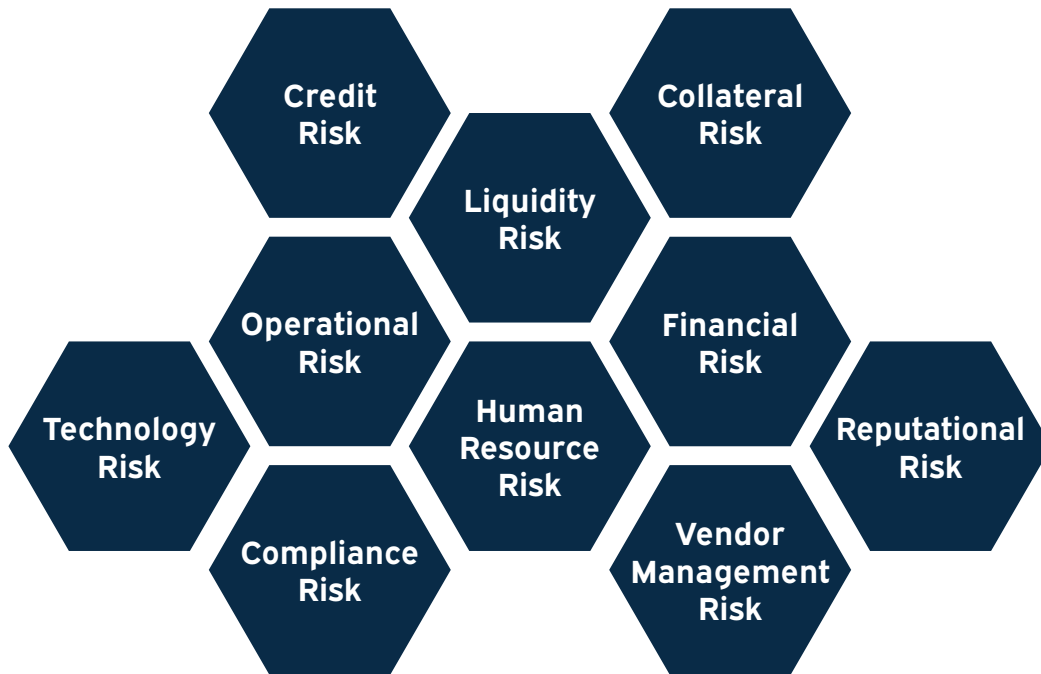 Credit
Risk
Collateral
Risk
Liquidity
Risk
Operational
Risk
Financial
Risk
Technology
Risk
Human
Resource
Risk
Reputational
Risk
Compliance
Risk
Vendor
Management
Risk